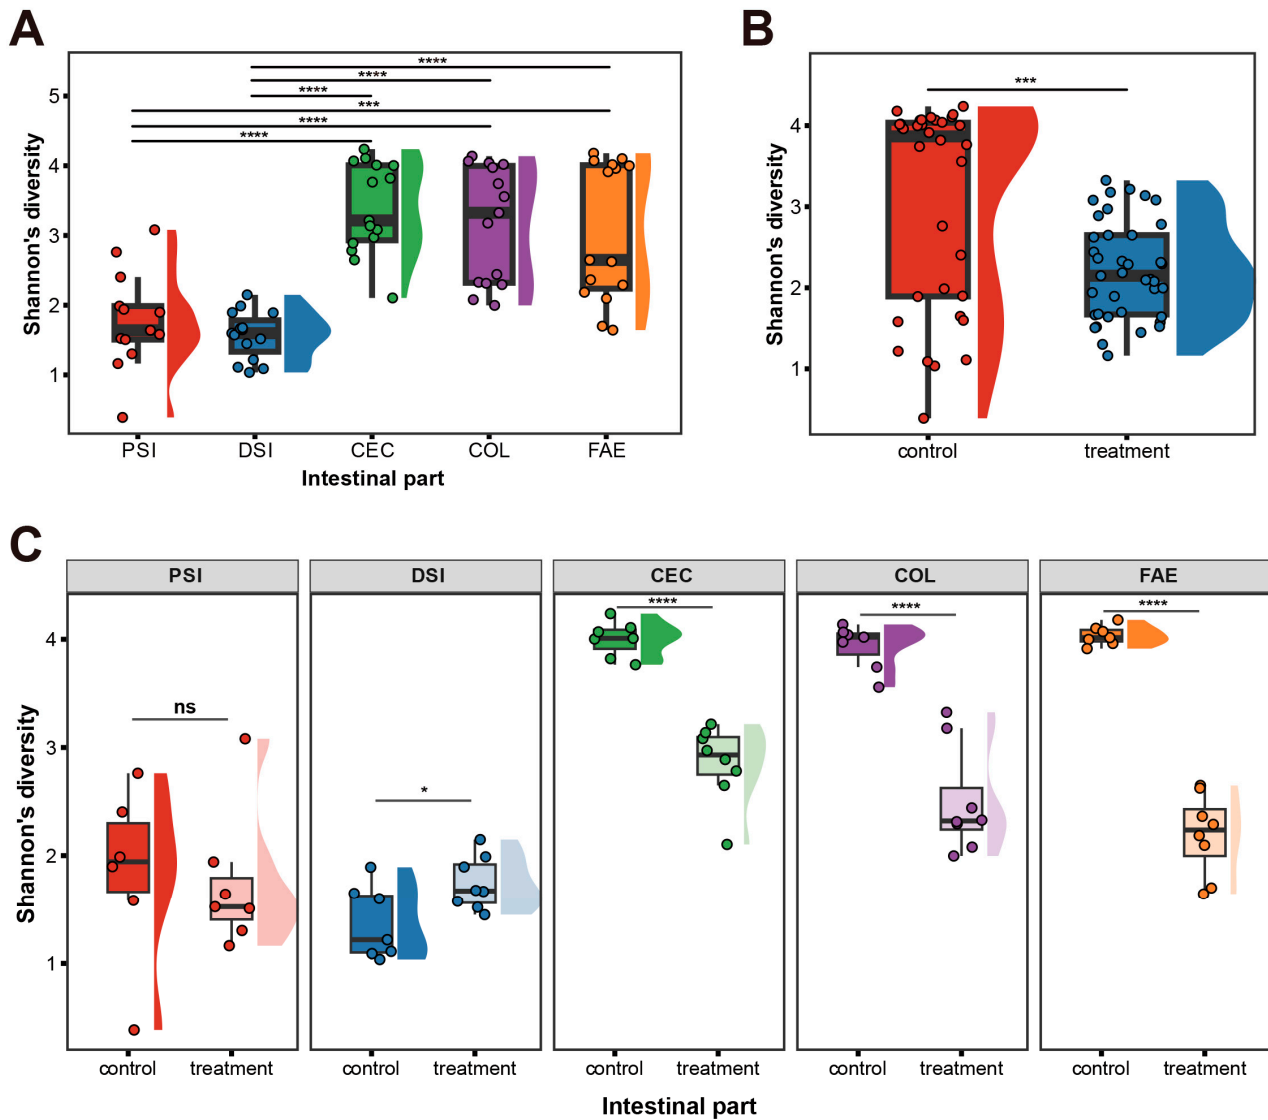 A
Shannon's diversity
5
4
3
2
1
****
****
****
***
****
****
PSI
DSI
CEC
COL
FAE
Intestinal part
B
Shannon's diversity
4
3
2
1
***
control
treatment
C
PSI
DSI
CEC
COL
FAE
Shannon's diversity
4
3
2
1
ns
*
****
****
****
control treatment
control treatment
control treatment
control treatment
control treatment
Intestinal part